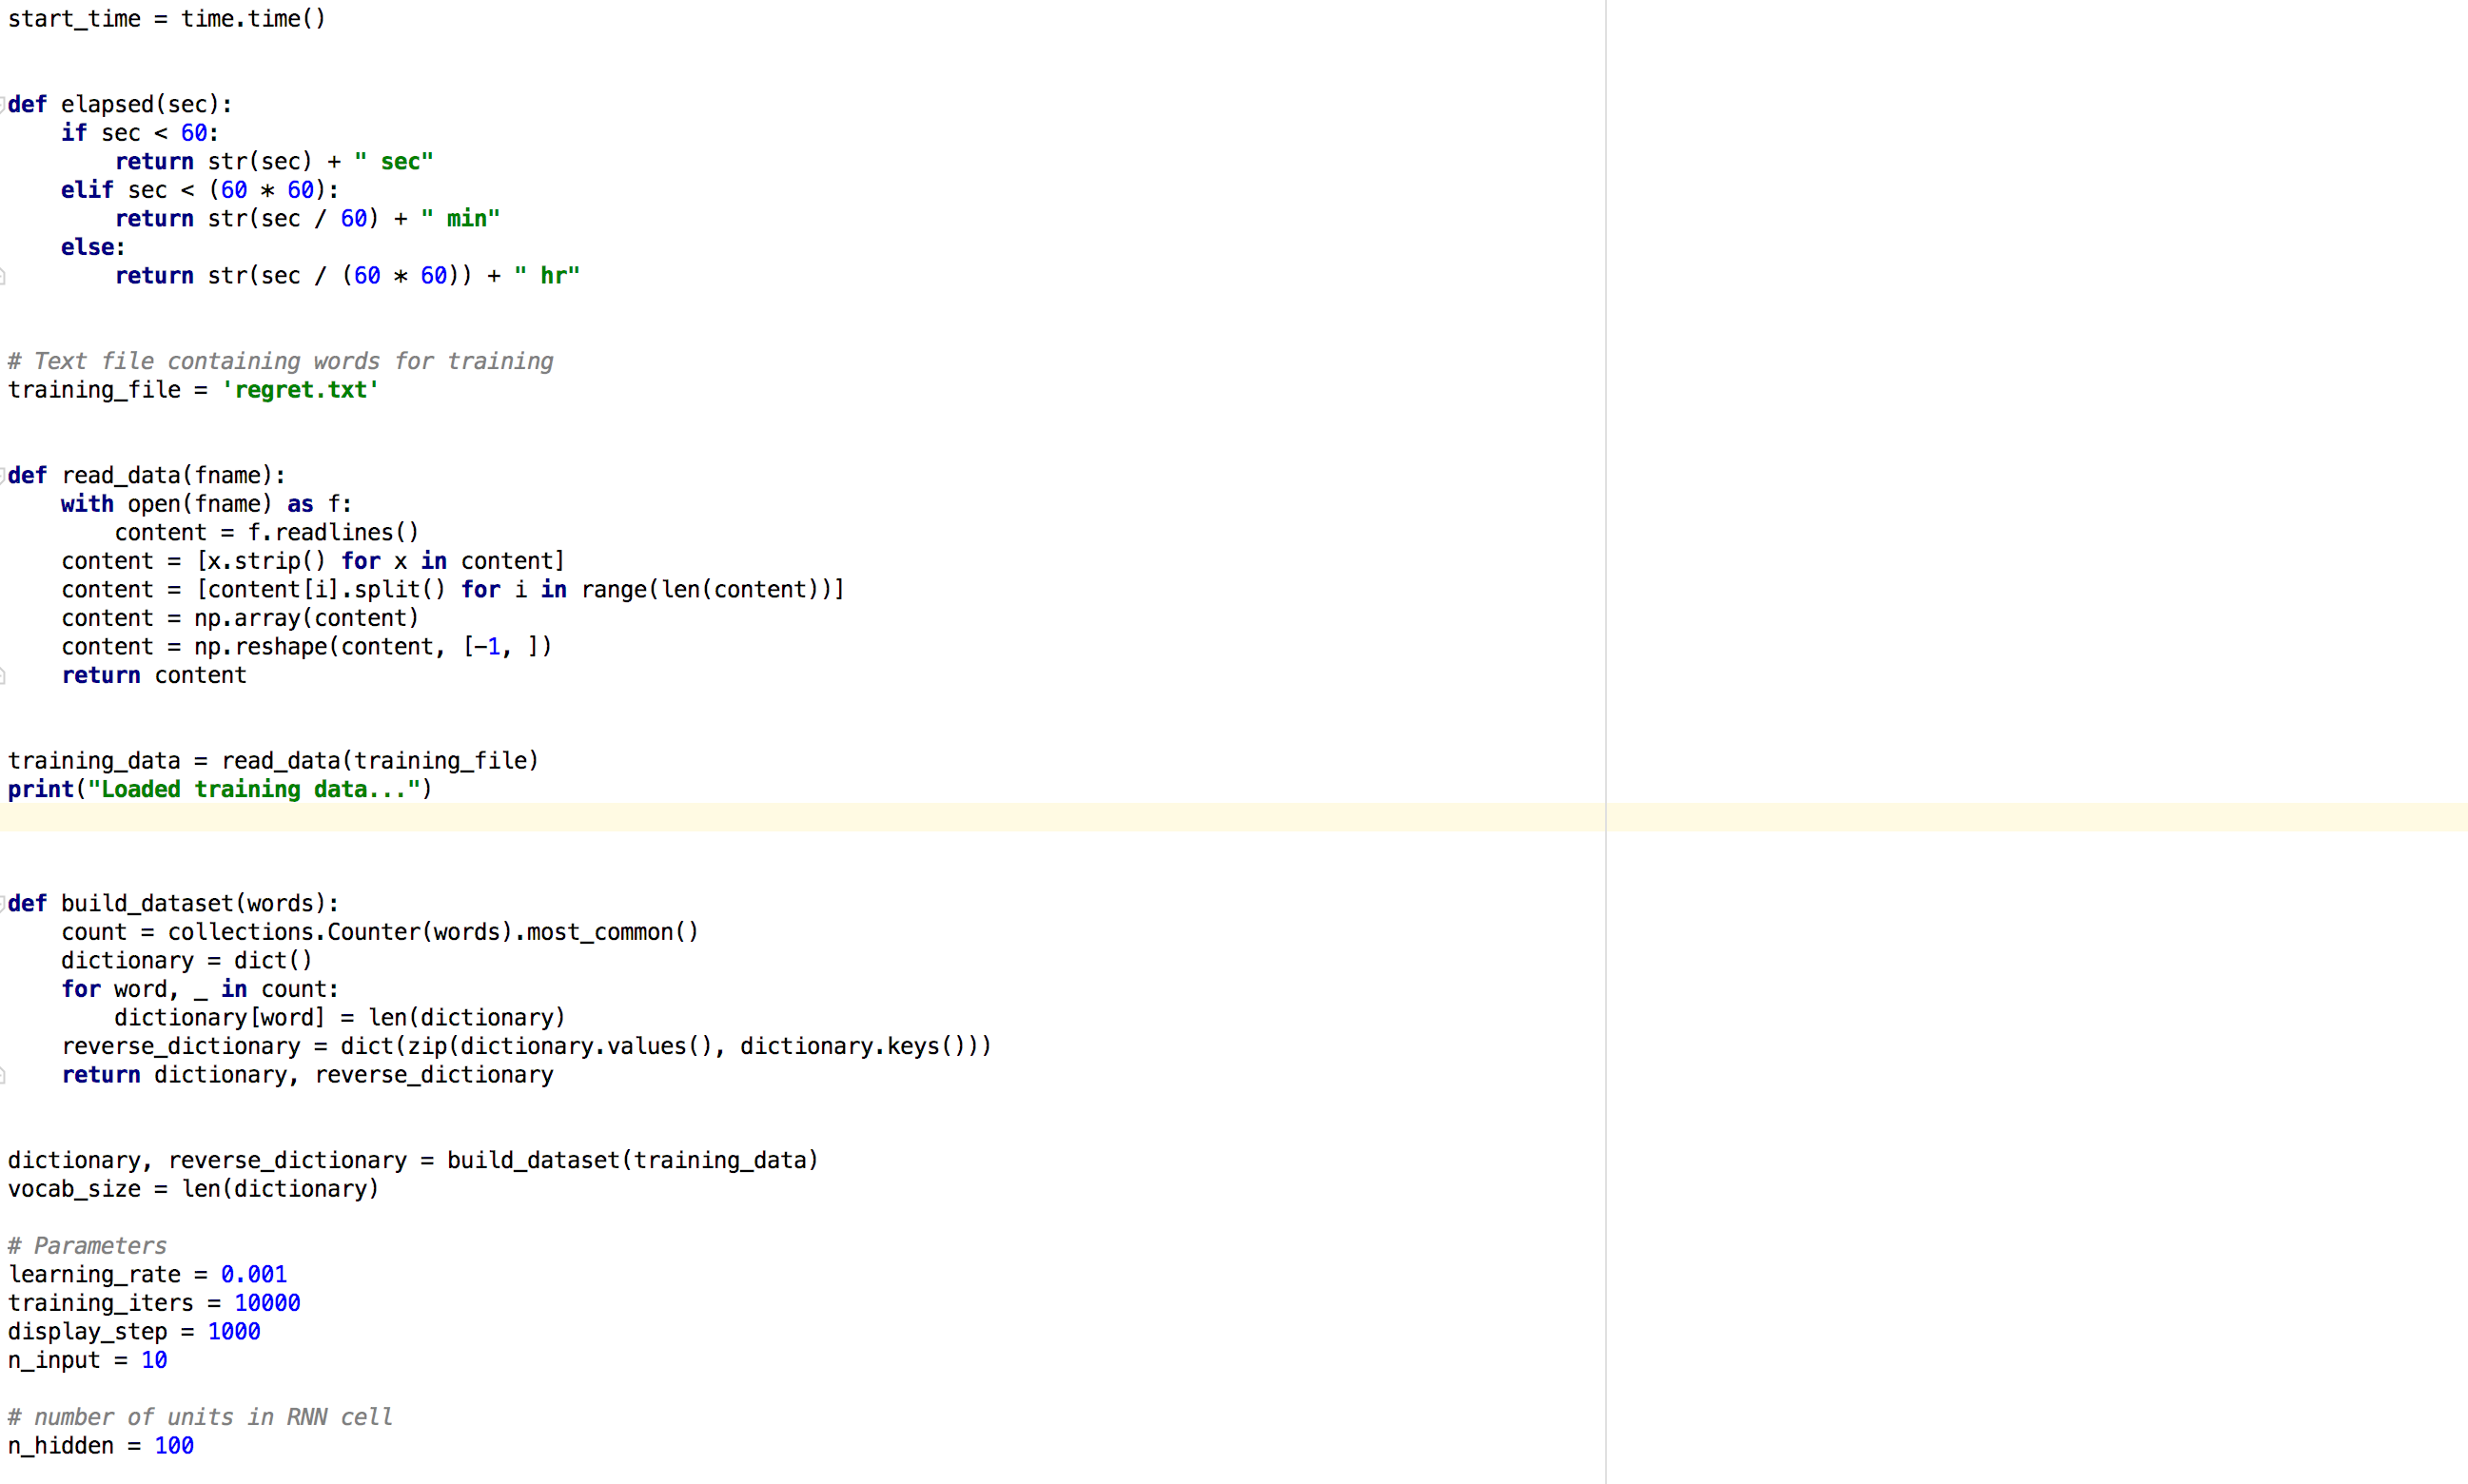 start_time = time.time()
def elapsed(sec):
    if sec < 60:
        return str(sec) + " sec"
    elif sec < (60 * 60):
        return str(sec / 60) + " min"
    else:
        return str(sec / (60 * 60)) + " hr"
# Text file containing words for training
training_file = 'regret.txt'
def read_data(fname):
    with open(fname) as f:
        content = f.readlines()
    content = [x.strip() for x in content]
    content = [content[i].split() for i in range(len(content))]
    content = np.array(content)
    content = np.reshape(content, [-1, ])
    return content
training_data = read_data(training_file)
print("Loaded training data...")
def build_dataset(words):
    count = collections.Counter(words).most_common()
    dictionary = dict()
    for word, _ in count:
        dictionary[word] = len(dictionary)
    reverse_dictionary = dict(zip(dictionary.values(), dictionary.keys()))
    return dictionary, reverse_dictionary
dictionary, reverse_dictionary = build_dataset(training_data)
vocab_size = len(dictionary)
# Parameters
learning_rate = 0.001
training_iters = 10000
display_step = 1000
n_input = 10
# number of units in RNN cell
n_hidden = 100